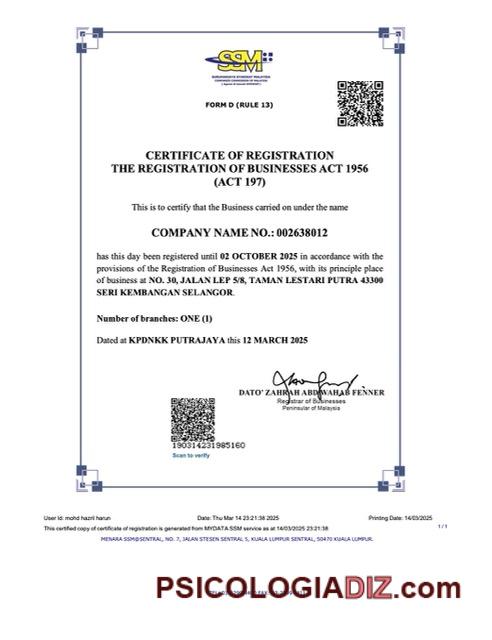 SSM
SURUHANJAYA SYARIKAT MALAYSIA
COMPANIES COMMISSION OF MALAYSIA
FORM D (RULE 13)
CERTIFICATE OF REGISTRATION
THE REGISTRATION OF BUSINESSES ACT 1956
(ACT 197)
This is to certify that the Business carried on under the name
COMPANY NAME NO.: 002638012
has this day been registered until 02 OCTOBER 2025 in accordance with the
provisions of the Registration of Businesses Act 1956, with its principle place
of business at NO. 30, JALAN LEP 5/8, TAMAN LESTARI PUTRA 43300
SERI KEMBANGAN SELANGOR.
Number of branches: ONE (1)
Dated at KPDNKK PUTRAJAYA this 12 MARCH 2025
DATO' ZAHRAH ABD WAHAB FENNER
Registrar of Businesses
Peninsular of Malaysia
190314231985160
Scan to verify
User Id: mohd hazril harun Date: Thu Mar 14 23:21:38 2025 Printing Date: 14/03/2025
This certified copy of certificate of registration is generated from MYDATA SSM service as at 14/03/2025 23:21:38 1 / 1
MENARA SSM@SENTRAL, NO. 7, JALAN STESEN SENTRAL 5, KUALA LUMPUR SENTRAL, 50470 KUALA LUMPUR.
PSICOLOGIADIZ.com